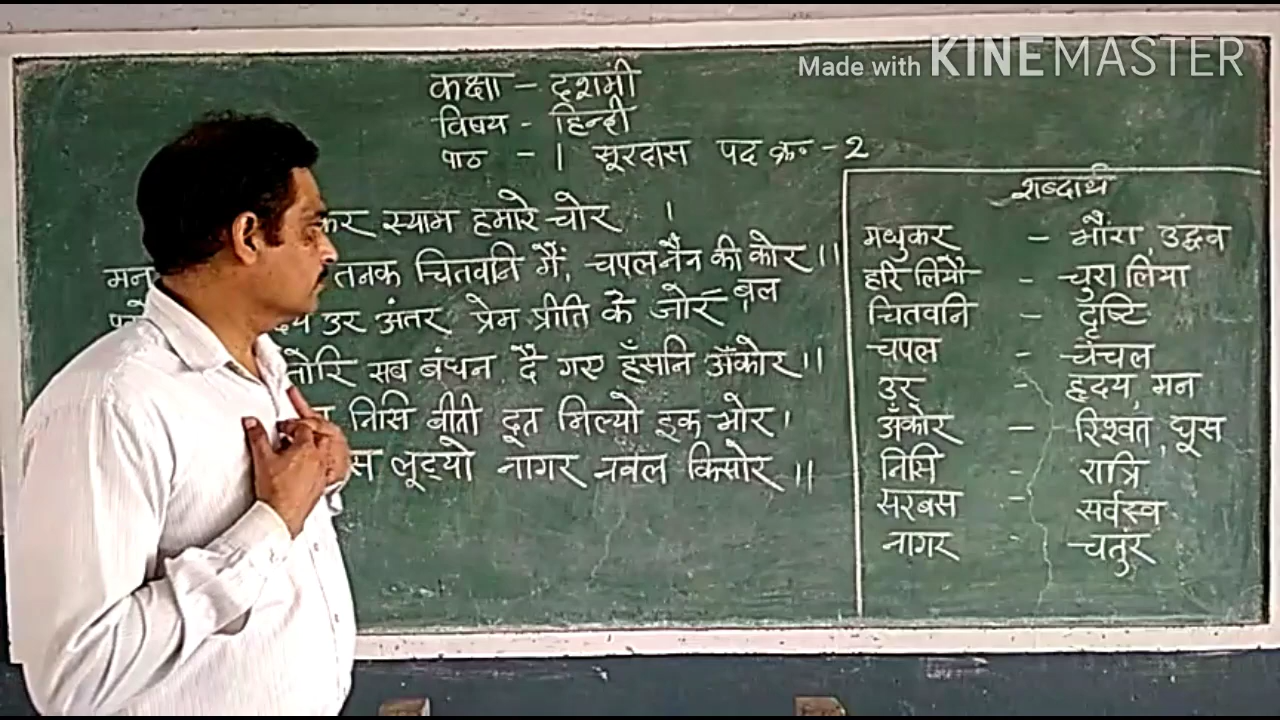 Made with KINEMASTER
कक्षा - दशमी
विषय - हिन्दी
पाठ - 1 सूरदास पद क्र॰ - 2
कर स्याम हमारे चोर ।
मन तनक चितवनि मैं, चपल नैन की कोर ।।
उर अंतर, प्रेम प्रीति के जोर बल
तोरि सब बंधन, दै गए हँसनि अँकोर ।।
निसि बीती दूत मिल्यो इक भोर ।
स लूट्यो नागर नवल किसोर ।।
शब्दार्थ
मधुकर - भौंरा, उद्धव
हरि लियौ - चुरा लिया
चितवनि - दृष्टि
चपल - चंचल
उर - हृदय, मन
अँकोर - रिश्वत, घूस
निसि - रात्रि
सरबस - सर्वस्व
नागर - चतुर